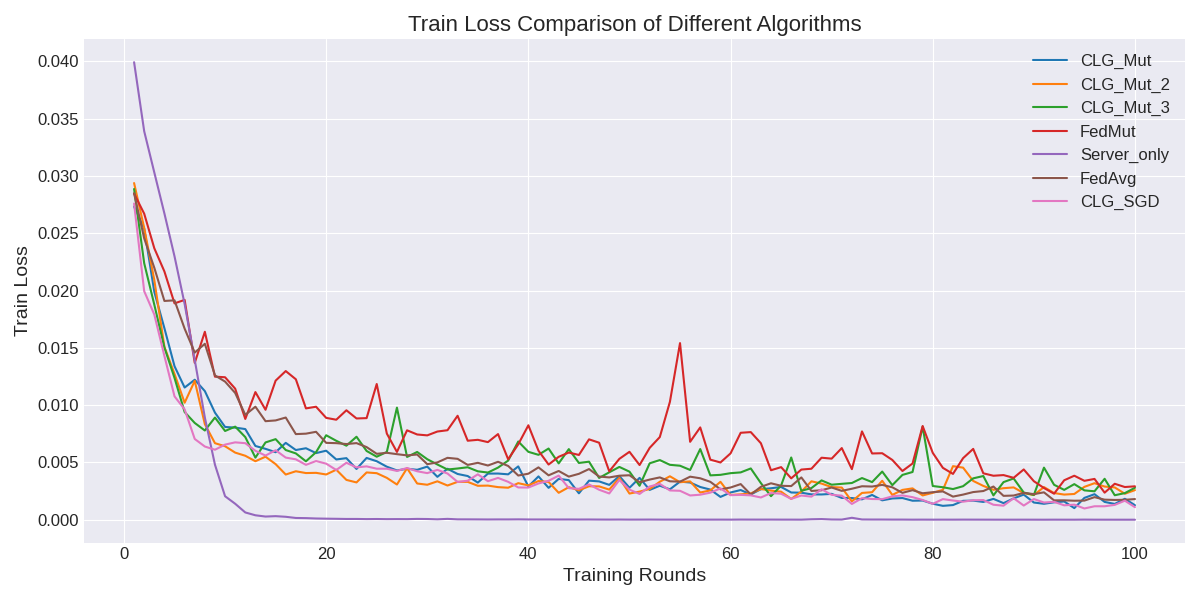 Train Loss Comparison of Different Algorithms
0.040
0.035
0.030
0.025
0.020
0.015
0.010
0.005
0.000
Train Loss
CLG_Mut
CLG_Mut_2
CLG_Mut_3
FedMut
Server_only
FedAvg
CLG_SGD
0 20 40 60 80 100
Training Rounds